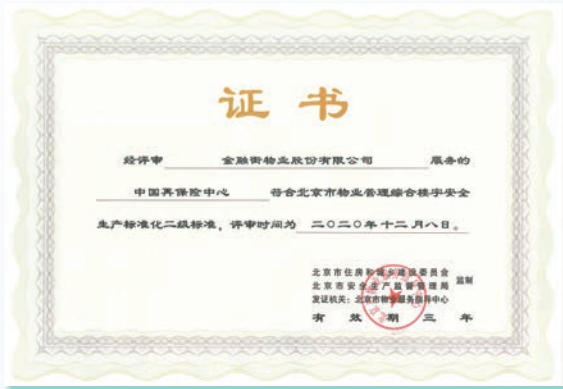 证书
经评审 金融街物业股份有限公司 服务的
中国再保险中心 符合北京市物业管理综合楼宇安全
生产标准化二级标准，评审时间为 二〇二〇年十二月八日。
北京市住房和城乡建设委员会
北京市安全生产监督管理局 监制
发证机关：北京市物业服务指导中心
有效期三年